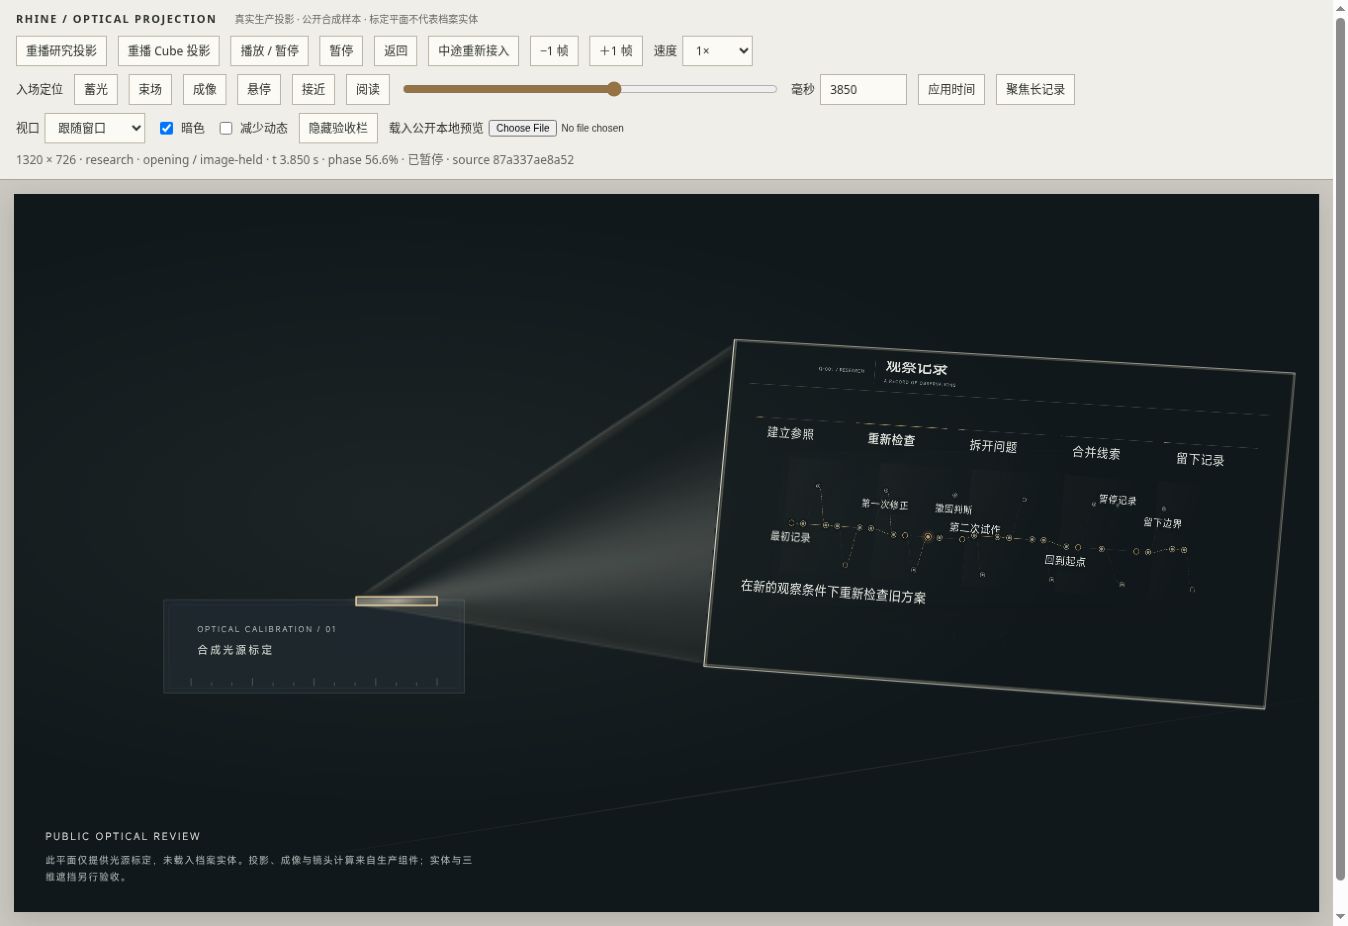 RHINE / OPTICAL PROJECTION 真实生产投影 · 公开合成样本 · 标定平面不代表档案实体
重播研究投影 重播 Cube 投影 播放 / 暂停 暂停 返回 中途重新接入 −1 帧 +1 帧 速度 1×
入场定位 蓄光 束场 成像 悬停 接近 阅读 毫秒 3850 应用时间 聚焦长记录
视口 跟随窗口 暗色 减少动态 隐藏验收栏 载入公开本地预览 Choose File No file chosen
1320 × 726 · research · opening / image-held · t 3.850 s · phase 56.6% · 已暂停 · source 87a337ae8a52
/ RESEARCH 观察记录
A RECORD OF
建立参照 重新检查 拆开问题 合并线索 留下记录
第一次修正 撤回判断 暂停记录
第二次试作 留下边界
最初记录 回到起点
在新的观察条件下重新检查旧方案
OPTICAL CALIBRATION / 01
合成光源标定
PUBLIC OPTICAL REVIEW
此平面仅提供光源标定，未载入档案实体。投影、成像与镜头计算来自生产组件；实体与三
维遮挡另行验收。